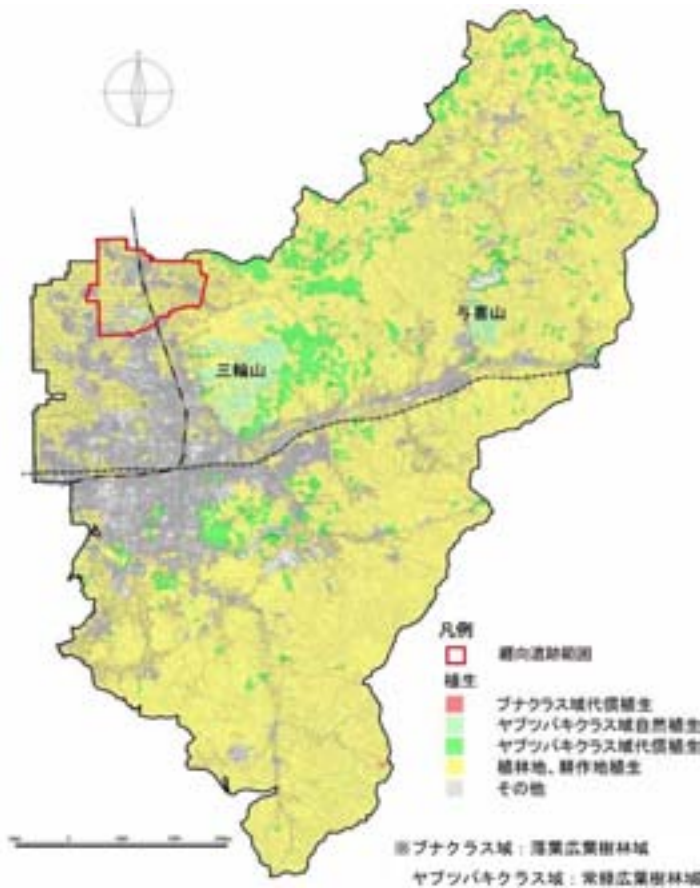 三輪山
与喜山
凡例
纒向遺跡範囲
植生
ブナクラス域代償植生
ヤブツバキクラス域自然植生
ヤブツバキクラス域代償植生
植林地、耕作地植生
その他
※ブナクラス域：落葉広葉樹林域
ヤブツバキクラス域：常緑広葉樹林域